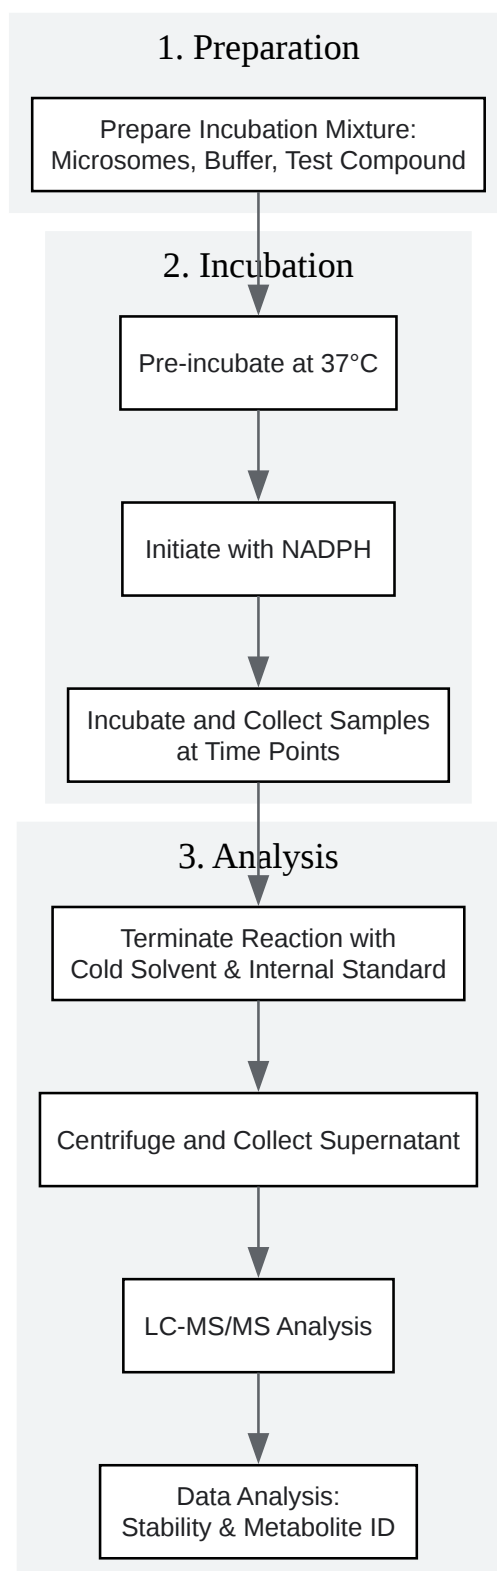 1. Preparation
Prepare Incubation Mixture:
Microsomes, Buffer, Test Compound
2. Incubation
Pre-incubate at 37°C
Initiate with NADPH
Incubate and Collect Samples
at Time Points
3. Analysis
Terminate Reaction with
Cold Solvent & Internal Standard
Centrifuge and Collect Supernatant
LC-MS/MS Analysis
Data Analysis:
Stability & Metabolite ID